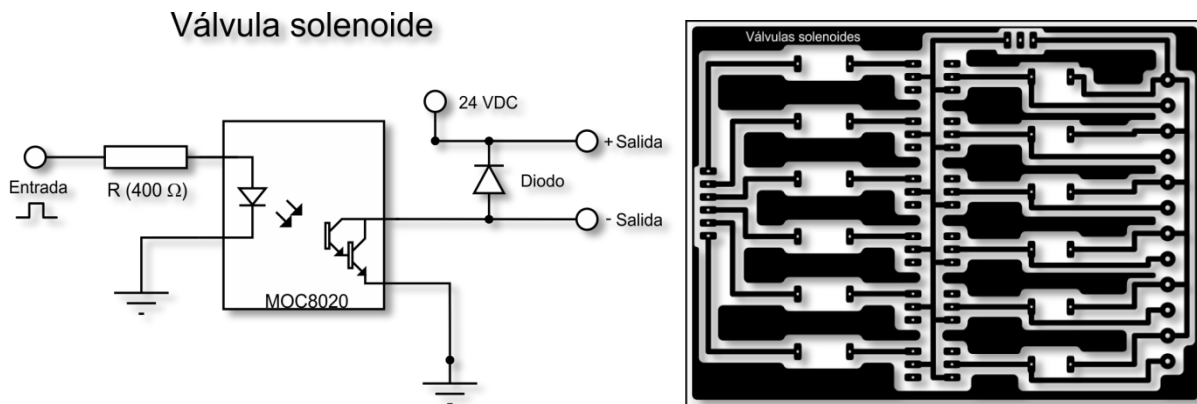 Válvula solenoide
24 VDC
+ Salida
Entrada
R (400 Ω)
Diodo
- Salida
MOC8020
Válvulas solenoides